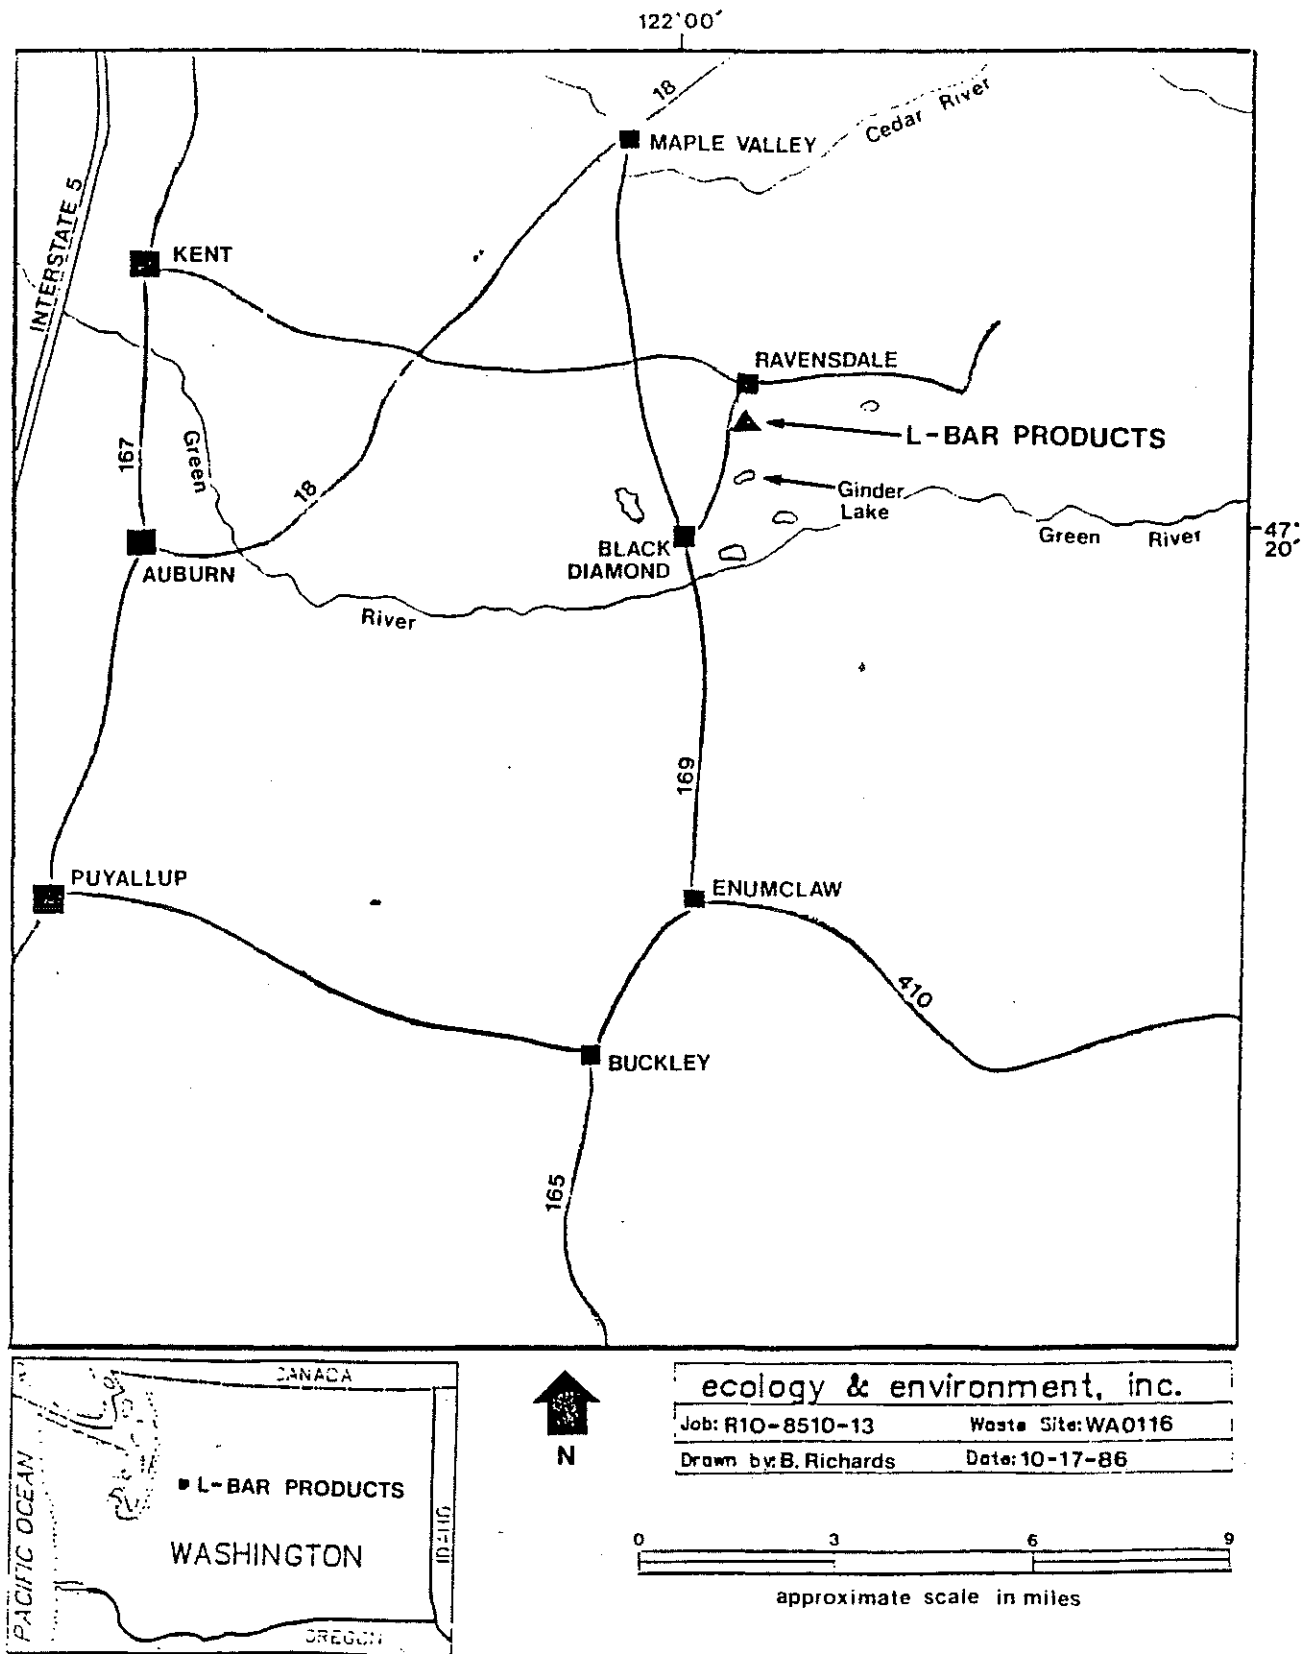 122°00′
18
MAPLE VALLEY
Cedar River
INTERSTATE 5
KENT
RAVENSDALE
L-BAR PRODUCTS
167
Green
18
Ginder
Lake
Green River
47°
20′
BLACK
DIAMOND
AUBURN
River
169
PUYALLUP
ENUMCLAW
410
BUCKLEY
165
CANADA
PACIFIC OCEAN
L-BAR PRODUCTS
WASHINGTON
IDAHO
OREGON
N
ecology & environment, inc.
Job: R10-8510-13 Waste Site: WA0116
Drawn by: B. Richards Date: 10-17-86
0 3 6 9
approximate scale in miles